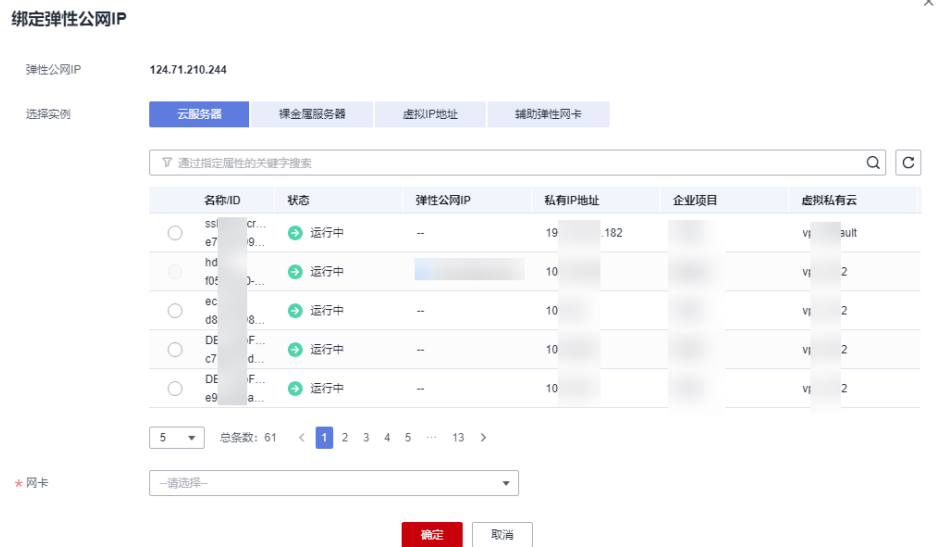 绑定弹性公网IP
弹性公网IP 124.71.210.244
选择实例 云服务器 裸金属服务器 虚拟IP地址 辅助弹性网卡
通过指定属性的关键字搜索
名称/ID 状态 弹性公网IP 私有IP地址 企业项目 虚拟私有云
运行中 --
运行中
运行中 --
运行中 --
运行中 --
5 总条数: 61 < 1 2 3 4 5 ... 13 >
* 网卡 --请选择--
确定 取消